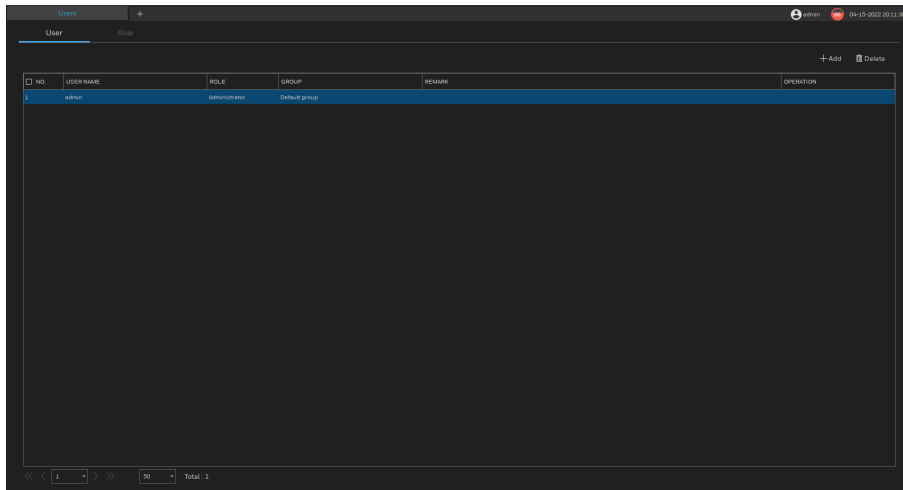 Users + admin 04-15-2022 20:11:3
User Role
Add Delete
NO. USER NAME ROLE GROUP REMARK OPERATION
1 admin Administrator Default group
1 50 Total : 1